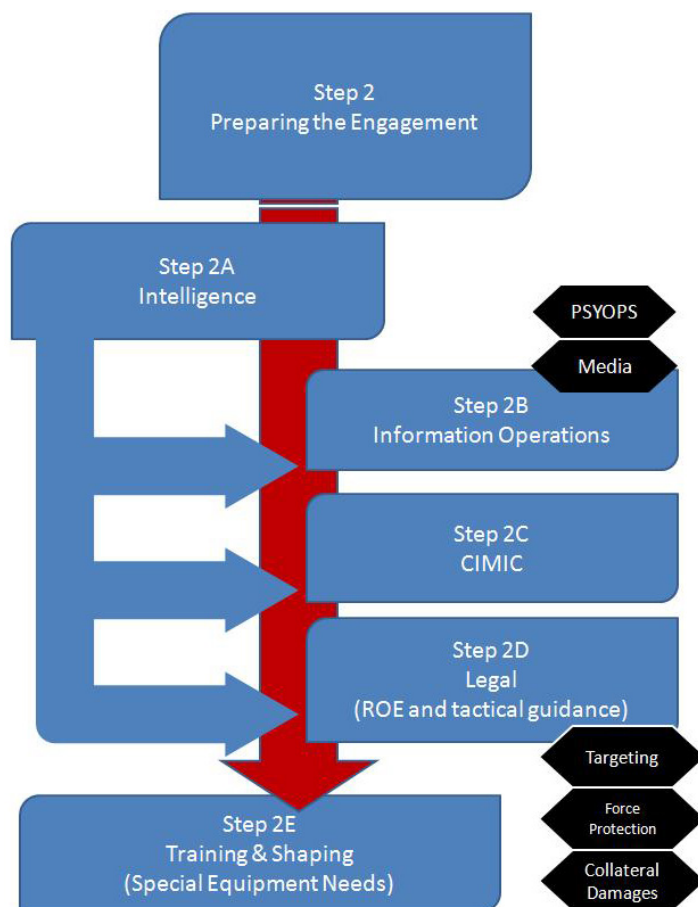 Step 2
Preparing the Engagement
Step 2A
Intelligence
PSYOPS
Media
Step 2B
Information Operations
Step 2C
CIMIC
Step 2D
Legal
(ROE and tactical guidance)
Targeting
Force
Protection
Collateral
Damages
Step 2E
Training & Shaping
(Special Equipment Needs)